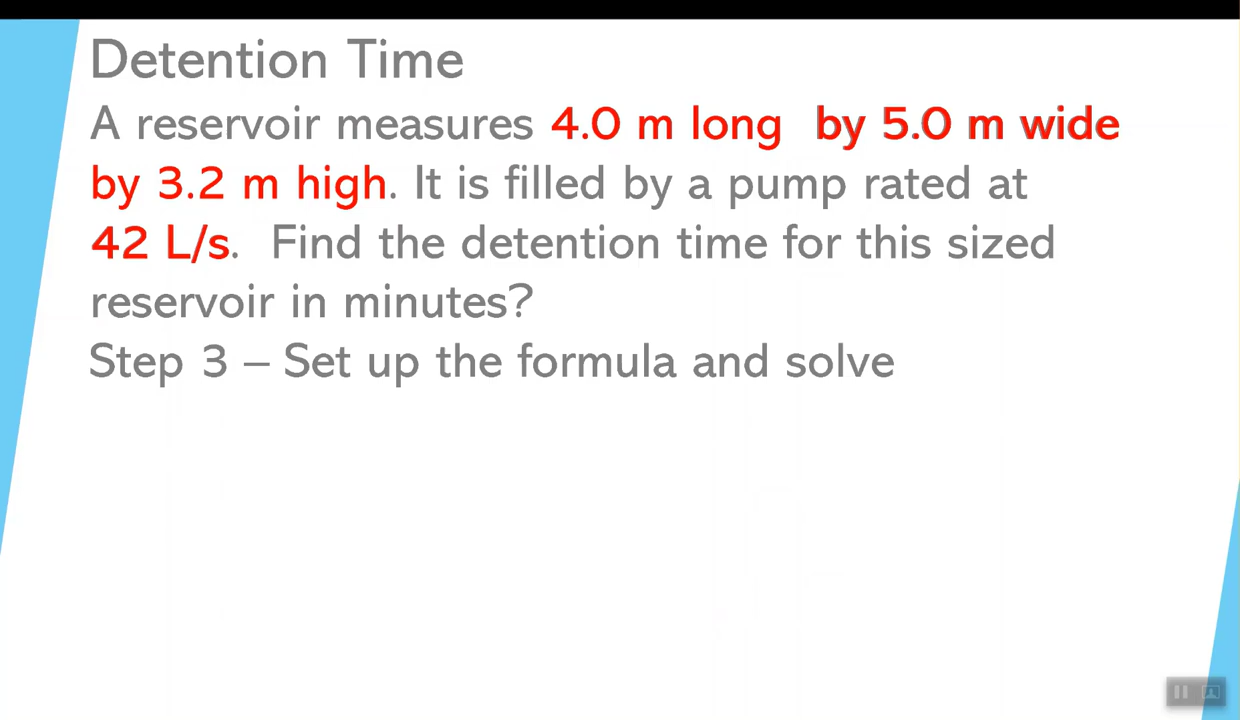 Detention Time
A reservoir measures 4.0 m long by 5.0 m wide
by 3.2 m high. It is filled by a pump rated at
42 L/s. Find the detention time for this sized
reservoir in minutes?
Step 3 – Set up the formula and solve